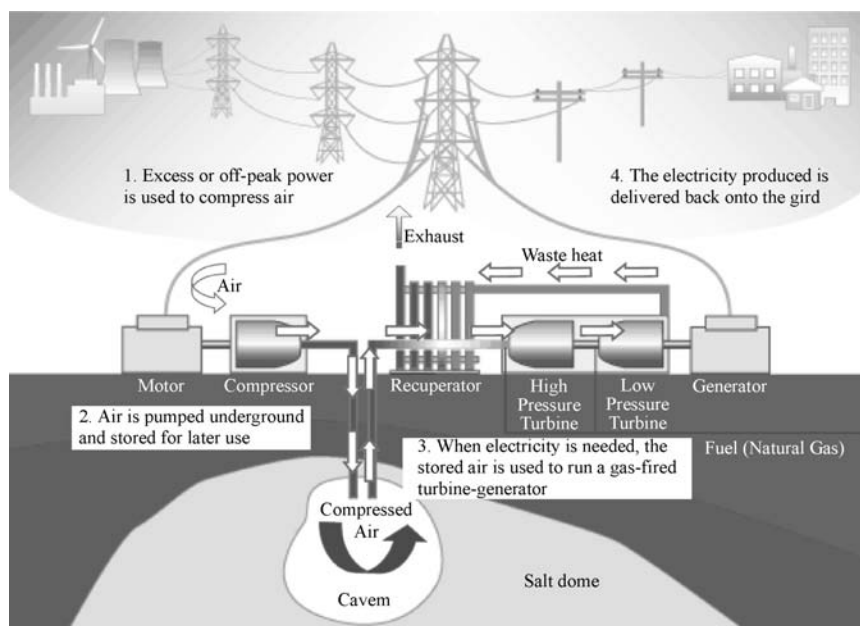 1. Excess or off-peak power
is used to compress air
4. The electricity produced is
delivered back onto the gird
Exhaust
Waste heat
Air
Motor
Compressor
Recuperator
High
Pressure
Turbine
Low
Pressure
Turbine
Generator
2. Air is pumped underground
and stored for later use
3. When electricity is needed, the
stored air is used to run a gas-fired
turbine-generator
Fuel (Natural Gas)
Compressed
Air
Cavem
Salt dome